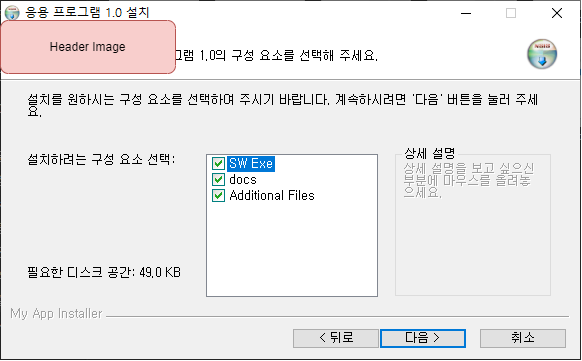 응용 프로그램 1.0 설치
Header Image
그램 1.0의 구성 요소를 선택해 주세요.
설치를 원하시는 구성 요소를 선택하여 주시기 바랍니다. 계속하시려면 '다음' 버튼을 눌러 주세
요.
설치하려는 구성 요소 선택:
SW Exe
docs
Additional Files
상세 설명
상세 설명을 보고 싶으신
부분에 마우스를 올려놓
으세요.
필요한 디스크 공간: 49.0 KB
My App Installer
< 뒤로
다음 >
취소